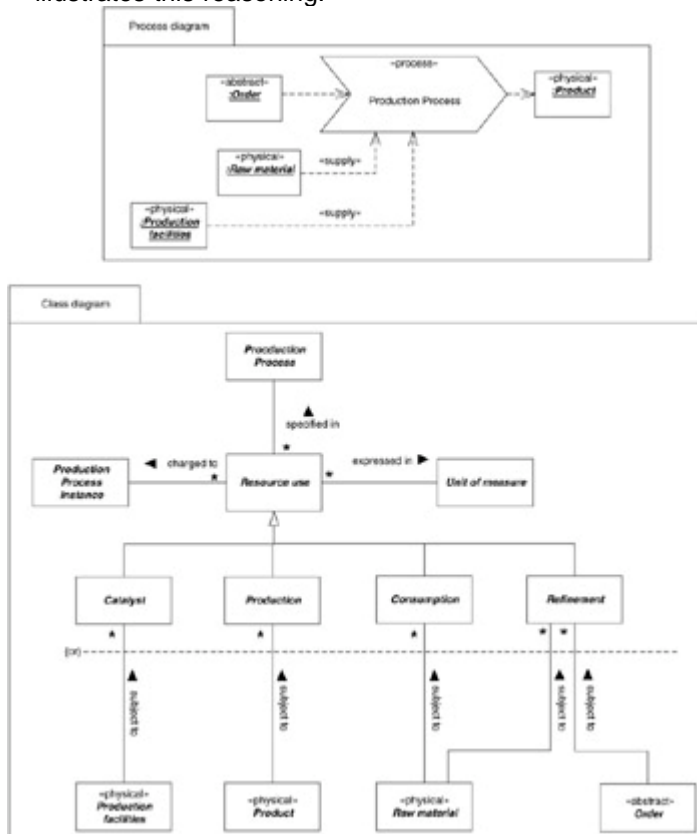 illustrates this reasoning.
Process diagram
«process»
Production Process
«abstract»
:Order
«physical»
:Product
«physical»
:Raw material
«supply»
«physical»
:Production
facilities
«supply»
Class diagram
Procduction
Process
specified in
*
charged to
*
expressed in
*
Production
Process
Instance
Resource use
Unit of measure
Catalyst
Production
Consumption
Refinement
*
*
*
*
*
{or}
subject to
subject to
subject to
subject to
subject to
«physical»
Production
facilities
«physical»
Product
«physical»
Raw material
«abstract»
Order